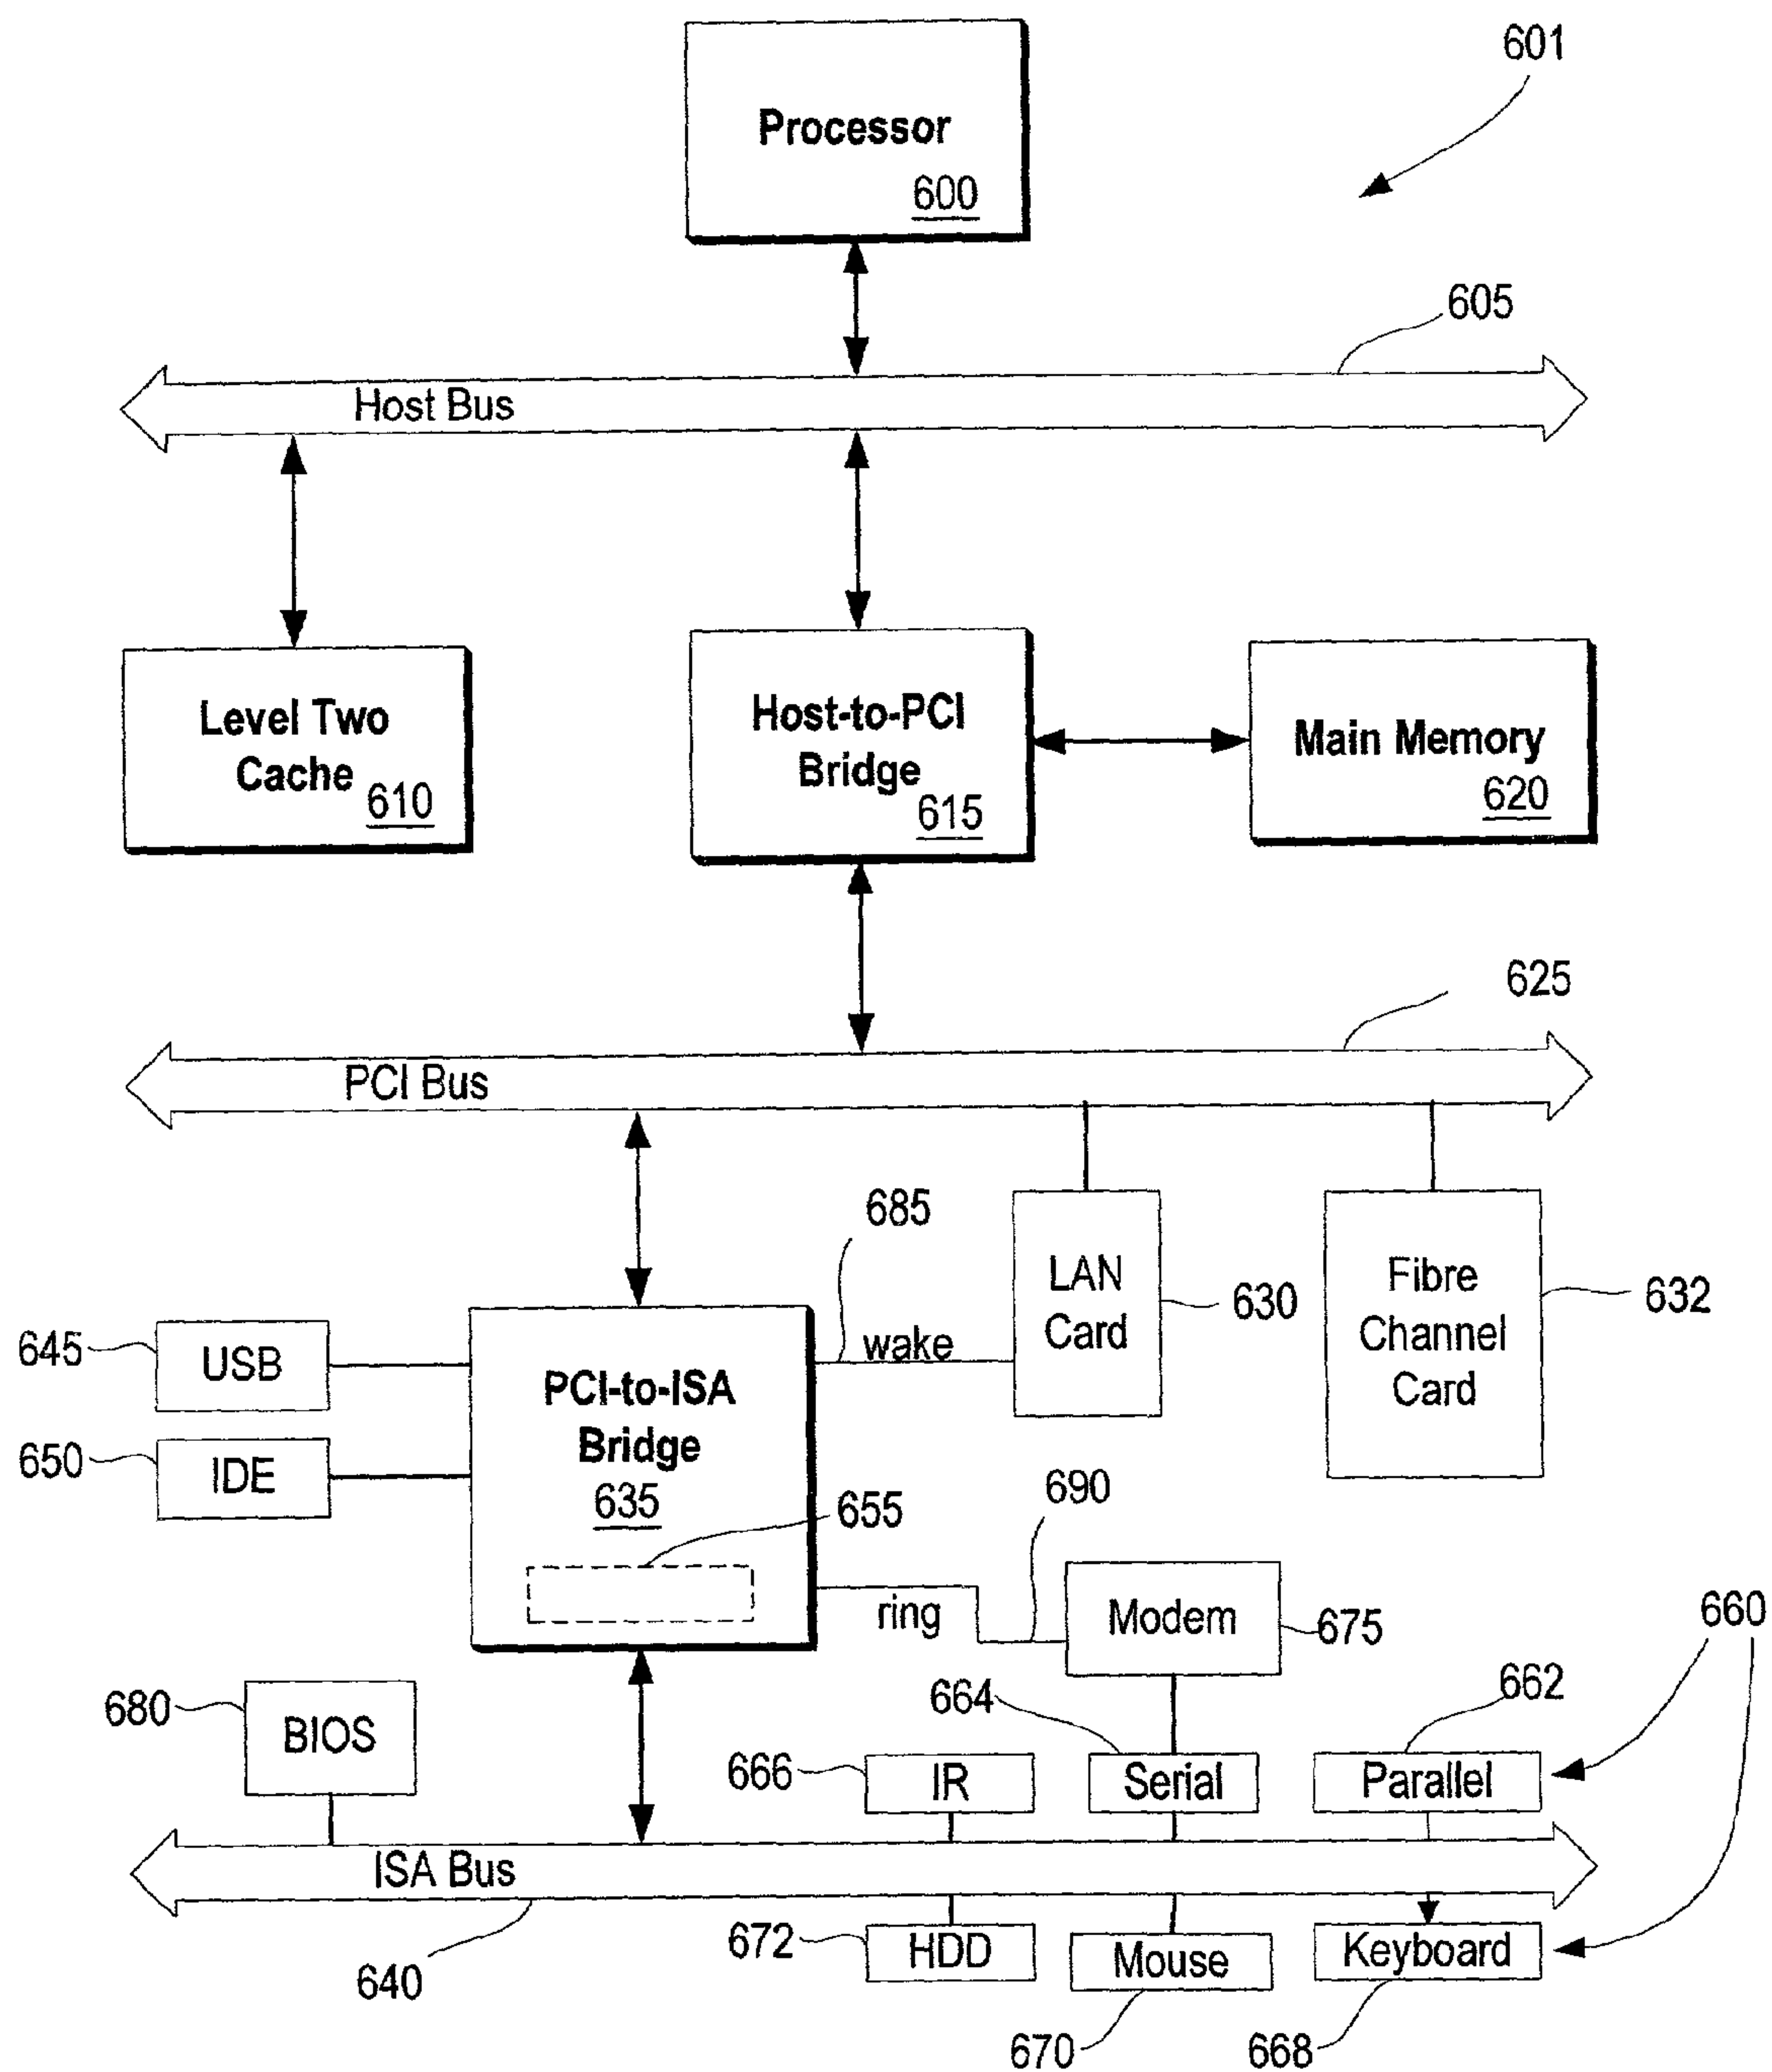 601
Processor
600
605
Host Bus
Level Two
Cache
610
Host-to-PCI
Bridge
615
Main Memory
620
625
PCI Bus
685
LAN
Card
630
Fibre
Channel
Card
632
645
USB
wake
PCI-to-ISA
Bridge
635
650
IDE
655
690
ring
Modem
675
660
680
BIOS
664
662
666
IR
Serial
Parallel
ISA Bus
640
672
HDD
Mouse
Keyboard
670
668